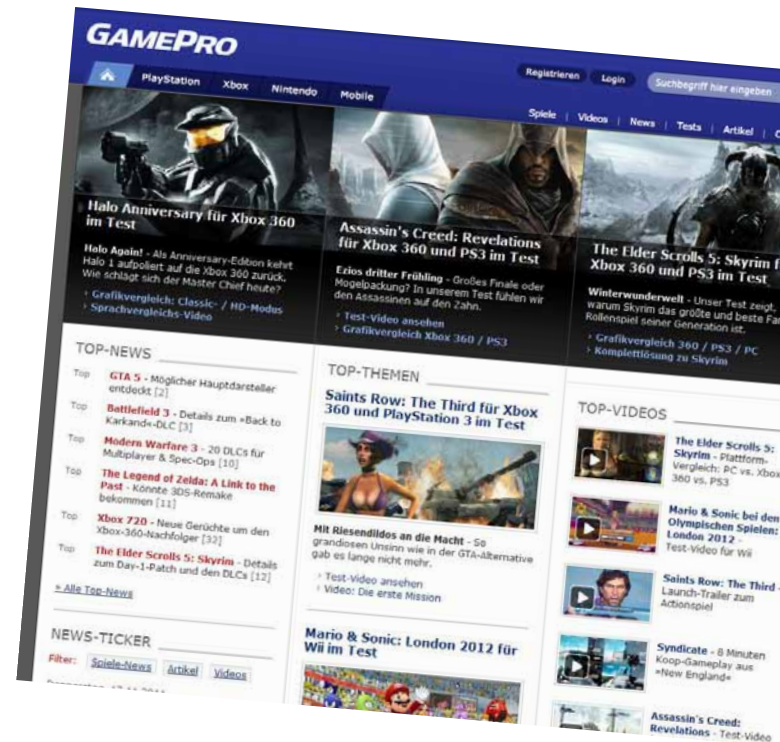 GAMEPRO
Registrieren
Login
Suchbegriff hier eingeben
PlayStation
Xbox
Nintendo
Mobile
Spiele | Videos | News | Tests | Artikel |
Halo Anniversary für Xbox 360
im Test
Halo Again! - Als Anniversary-Edition kehrt
Halo 1 aufpoliert auf die Xbox 360 zurück.
Wie schlägt sich der Master Chief heute?
› Grafikvergleich: Classic- / HD-Modus
› Sprachvergleichs-Video
Assassin's Creed: Revelations
für Xbox 360 und PS3 im Test
Ezios dritter Frühling - Großes Finale oder
Mogelpackung? In unserem Test fühlen wir
den Assassinen auf den Zahn.
› Test-Video ansehen
› Grafikvergleich Xbox 360 / PS3
The Elder Scrolls 5: Skyrim f
Xbox 360 und PS3 im Test
Winterwunderwelt - Unser Test zeigt,
warum Skyrim das größte und beste Fan
Rollenspiel seiner Generation ist.
› Grafikvergleich 360 / PS3 / PC
› Komplettlösung zu Skyrim
TOP-NEWS
Top GTA 5 - Möglicher Hauptdarsteller
entdeckt [2]
Top Battlefield 3 - Details zum »Back to
Karkand«-DLC [3]
Top Modern Warfare 3 - 20 DLCs für
Multiplayer & Spec-Ops [10]
Top The Legend of Zelda: A Link to the
Past - Könnte 3DS-Remake
bekommen [11]
Top Xbox 720 - Neue Gerüchte um den
Xbox-360-Nachfolger [32]
Top The Elder Scrolls 5: Skyrim - Details
zum Day-1-Patch und den DLCs [12]
» Alle Top-News
NEWS-TICKER
Filter: Spiele-News Artikel Videos
TOP-THEMEN
Saints Row: The Third für Xbox
360 und PlayStation 3 im Test
Mit Riesendildos an die Macht - So
grandiosen Unsinn wie in der GTA-Alternative
gab es lange nicht mehr.
› Test-Video ansehen
› Video: Die erste Mission
Mario & Sonic: London 2012 für
Wii im Test
TOP-VIDEOS
The Elder Scrolls 5:
Skyrim - Plattform-
Vergleich: PC vs. Xbox
360 vs. PS3
Mario & Sonic bei den
Olympischen Spielen:
London 2012 -
Test-Video für Wii
Saints Row: The Third -
Launch-Trailer zum
Actionspiel
Syndicate - 8 Minuten
Koop-Gameplay aus
»New England«
Assassin's Creed:
Revelations - Test-Video